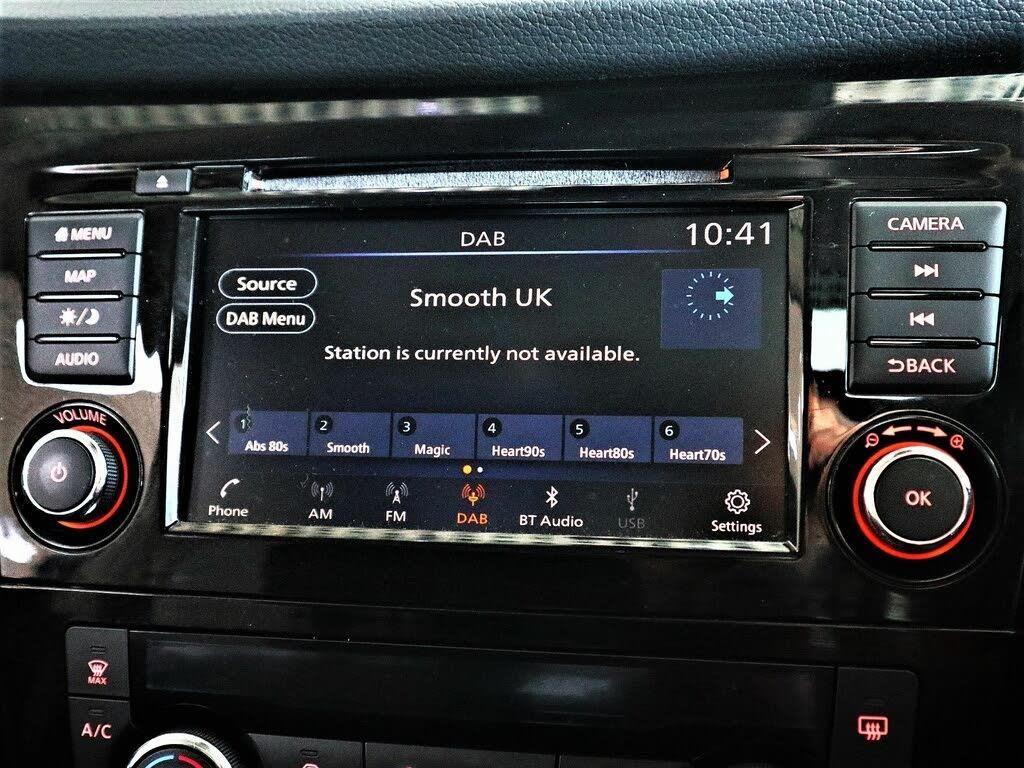 MENU
MAP
AUDIO
VOLUME
DAB
10:41
Source
DAB Menu
Smooth UK
Station is currently not available.
1 Abs 80s
2 Smooth
3 Magic
4 Heart90s
5 Heart80s
6 Heart70s
Phone
AM
FM
DAB
BT Audio
USB
Settings
CAMERA
BACK
OK
MAX
A/C